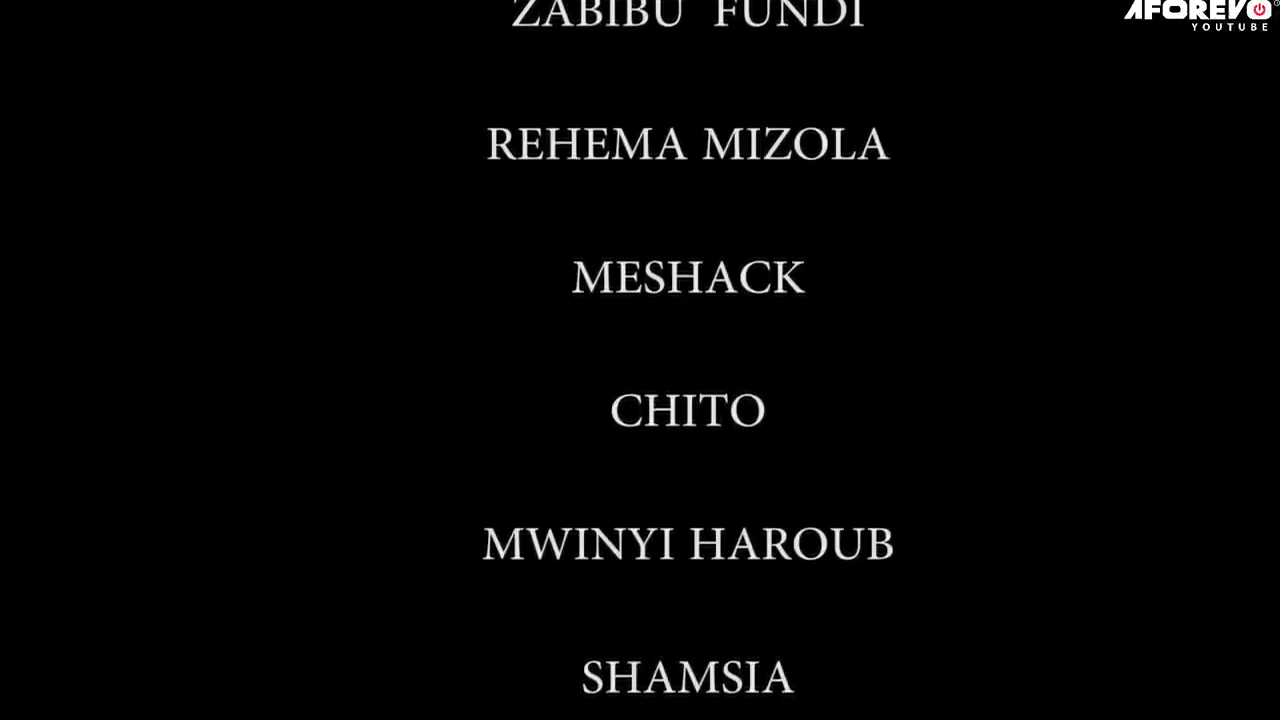 ZABIBU FUNDI
AFOREVO
YOUTUBE
REHEMA MIZOLA
MESHACK
CHITO
MWINYI HAROUB
SHAMSIA